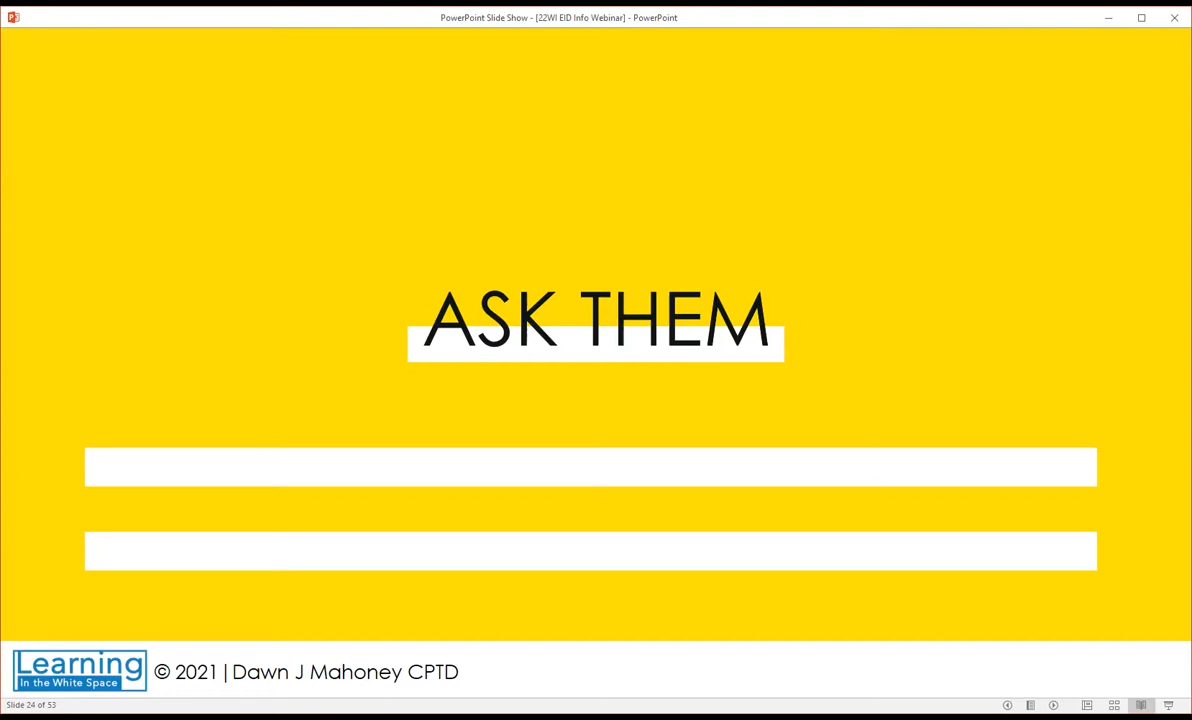 PowerPoint Slide Show - [22WI EID Info Webinar] - PowerPoint
ASK THEM
Learning
in the White Space
© 2021 | Dawn J Mahoney CPTD
Slide 24 of 53